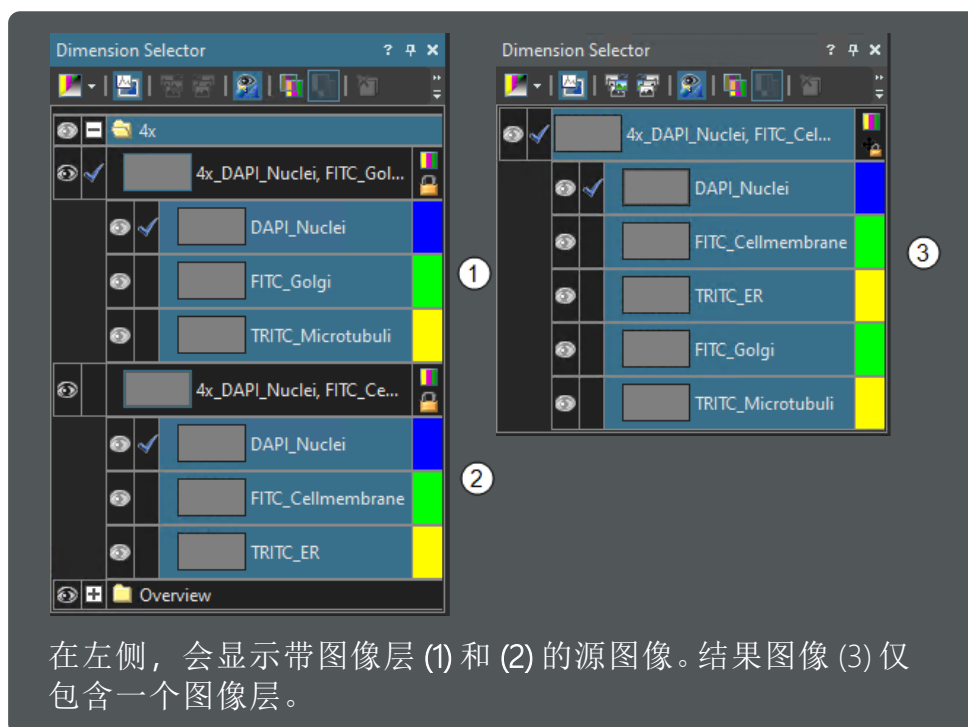 Dimension Selector ?
4x
4x_DAPI_Nuclei, FITC_Gol...
DAPI_Nuclei
FITC_Golgi
TRITC_Microtubuli
4x_DAPI_Nuclei, FITC_Ce...
DAPI_Nuclei
FITC_Cellmembrane
TRITC_ER
Overview
1
2
Dimension Selector ?
4x_DAPI_Nuclei, FITC_Cel...
DAPI_Nuclei
FITC_Cellmembrane
TRITC_ER
FITC_Golgi
TRITC_Microtubuli
3
在左侧，会显示带图像层 (1) 和 (2) 的源图像。结果图像 (3) 仅
包含一个图像层。